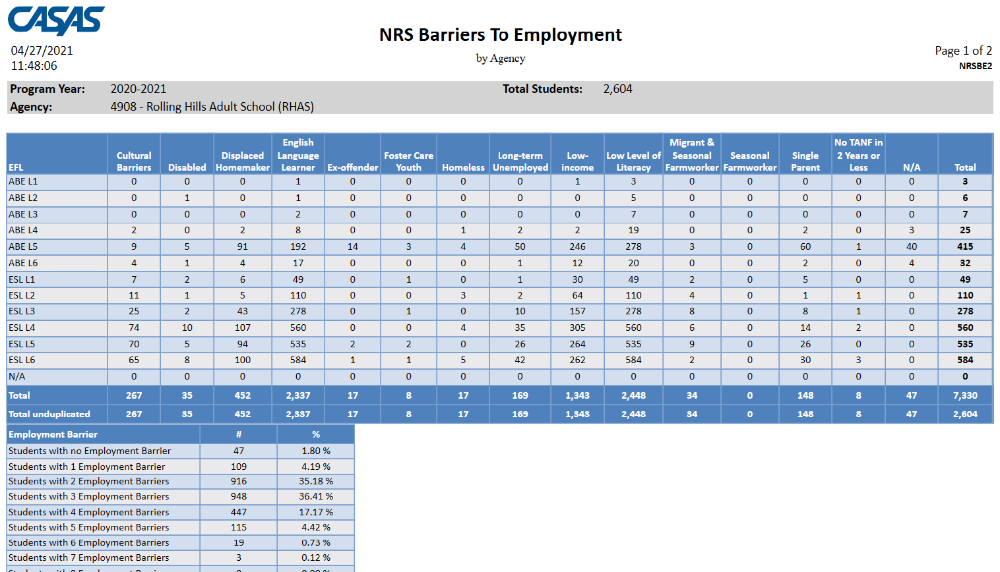 CASAS
NRS Barriers To Employment
04/27/2021
by Agency
Page 1 of 2
11:48:06
NRSBE2
Program Year: 2020-2021 Total Students: 2,604
Agency: 4908 - Rolling Hills Adult School (RHAS)
EFL Cultural Barriers Disabled Displaced Homemaker English Language Learner Ex-offender Foster Care Youth Homeless Long-term Unemployed Low-income Low Level of Literacy Migrant & Seasonal Farmworker Seasonal Farmworker Single Parent No TANF in 2 Years or Less N/A Total
ABE L1 0 0 0 1 0 0 0 0 1 3 0 0 0 0 0 3
ABE L2 0 1 0 1 0 0 0 0 0 5 0 0 0 0 0 6
ABE L3 0 0 0 2 0 0 0 0 0 7 0 0 0 0 0 7
ABE L4 2 0 2 8 0 0 1 2 2 19 0 0 2 0 3 25
ABE L5 9 5 91 192 14 3 4 50 246 278 3 0 60 1 40 415
ABE L6 4 1 4 17 0 0 0 1 12 20 0 0 2 0 4 32
ESL L1 7 2 6 49 0 1 0 1 30 49 2 0 5 0 0 49
ESL L2 11 1 5 110 0 0 3 2 64 110 4 0 1 1 0 110
ESL L3 25 2 43 278 0 1 0 10 157 278 8 0 8 1 0 278
ESL L4 74 10 107 560 0 0 4 35 305 560 6 0 14 2 0 560
ESL L5 70 5 94 535 2 2 0 26 264 535 9 0 26 0 0 535
ESL L6 65 8 100 584 1 1 5 42 262 584 2 0 30 3 0 584
N/A 0 0 0 0 0 0 0 0 0 0 0 0 0 0 0 0
Total 267 35 452 2,337 17 8 17 169 1,343 2,448 34 0 148 8 47 7,330
Total unduplicated 267 35 452 2,337 17 8 17 169 1,343 2,448 34 0 148 8 47 2,604
Employment Barrier # %
Students with no Employment Barrier 47 1.80 %
Students with 1 Employment Barrier 109 4.19 %
Students with 2 Employment Barriers 916 35.18 %
Students with 3 Employment Barriers 948 36.41 %
Students with 4 Employment Barriers 447 17.17 %
Students with 5 Employment Barriers 115 4.42 %
Students with 6 Employment Barriers 19 0.73 %
Students with 7 Employment Barriers 3 0.12 %